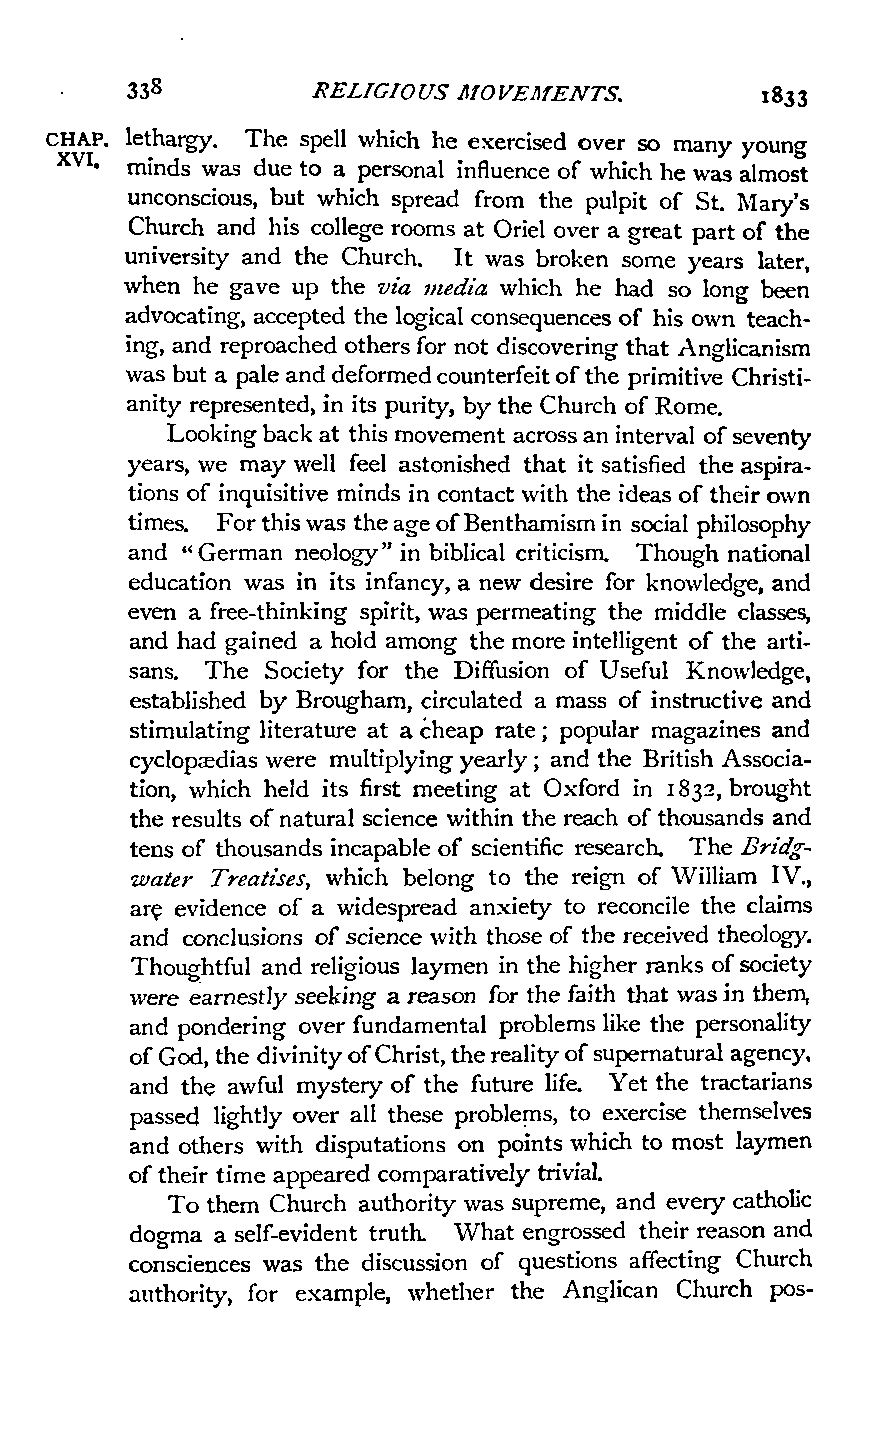 338 RELIGIOUS MOVEMENTS. 1833
CHAP. XVI.
lethargy. The spell which he exercised over so many young
minds was due to a personal influence of which he was almost
unconscious, but which spread from the pulpit of St. Mary's
Church and his college rooms at Oriel over a great part of the
university and the Church. It was broken some years later,
when he gave up the via media which he had so long been
advocating, accepted the logical consequences of his own teach-
ing, and reproached others for not discovering that Anglicanism
was but a pale and deformed counterfeit of the primitive Christi-
anity represented, in its purity, by the Church of Rome.
Looking back at this movement across an interval of seventy
years, we may well feel astonished that it satisfied the aspira-
tions of inquisitive minds in contact with the ideas of their own
times. For this was the age of Benthamism in social philosophy
and "German neology" in biblical criticism. Though national
education was in its infancy, a new desire for knowledge, and
even a free-thinking spirit, was permeating the middle classes,
and had gained a hold among the more intelligent of the arti-
sans. The Society for the Diffusion of Useful Knowledge,
established by Brougham, circulated a mass of instructive and
stimulating literature at a cheap rate; popular magazines and
cyclopædias were multiplying yearly; and the British Associa-
tion, which held its first meeting at Oxford in 1832, brought
the results of natural science within the reach of thousands and
tens of thousands incapable of scientific research. The Bridg-
water Treatises, which belong to the reign of William IV.,
are evidence of a widespread anxiety to reconcile the claims
and conclusions of science with those of the received theology.
Thoughtful and religious laymen in the higher ranks of society
were earnestly seeking a reason for the faith that was in them,
and pondering over fundamental problems like the personality
of God, the divinity of Christ, the reality of supernatural agency,
and the awful mystery of the future life. Yet the tractarians
passed lightly over all these problems, to exercise themselves
and others with disputations on points which to most laymen
of their time appeared comparatively trivial.
To them Church authority was supreme, and every catholic
dogma a self-evident truth. What engrossed their reason and
consciences was the discussion of questions affecting Church
authority, for example, whether the Anglican Church pos-